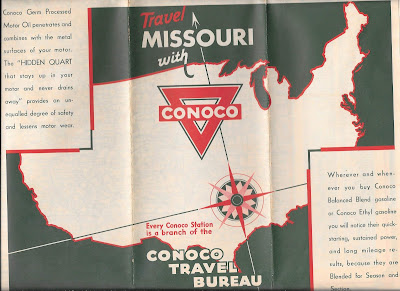 Conoco Germ Processed
Motor Oil penetrates and
combines with the metal
surfaces of your motor.
The "HIDDEN QUART
that stays up in
your motor and never drains
away" provides an un-
equalled degree of safety
and lessens motor wear.
Travel
MISSOURI
with
CONOCO
Every Conoco Station
is a branch of the
CONOCO
TRAVEL
BUREAU
Wherever and when-
ever you buy Conoco
Balanced Blend gasoline
or Conoco Ethyl gasoline
you will notice their quick-
starting, sustained power,
and long mileage re-
sults, because they are
Blended for Season and